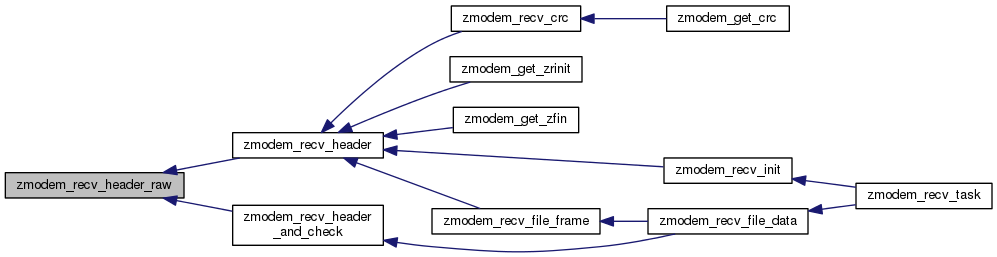 zmodem_recv_crc
zmodem_get_crc
zmodem_get_zrinit
zmodem_get_zfin
zmodem_recv_header
zmodem_recv_init
zmodem_recv_header_raw
zmodem_recv_task
zmodem_recv_header
_and_check
zmodem_recv_file_frame
zmodem_recv_file_data